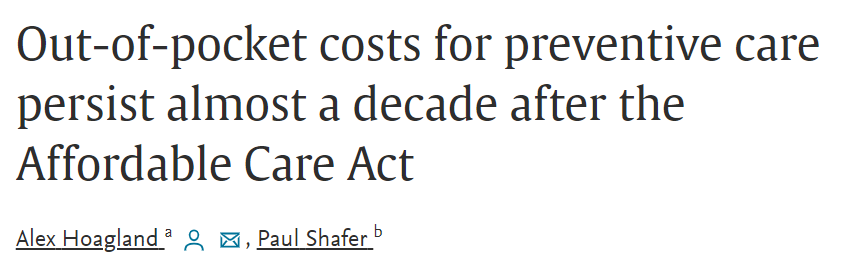 Out-of-pocket costs for preventive care
persist almost a decade after the
Affordable Care Act
Alex Hoagland a , Paul Shafer b